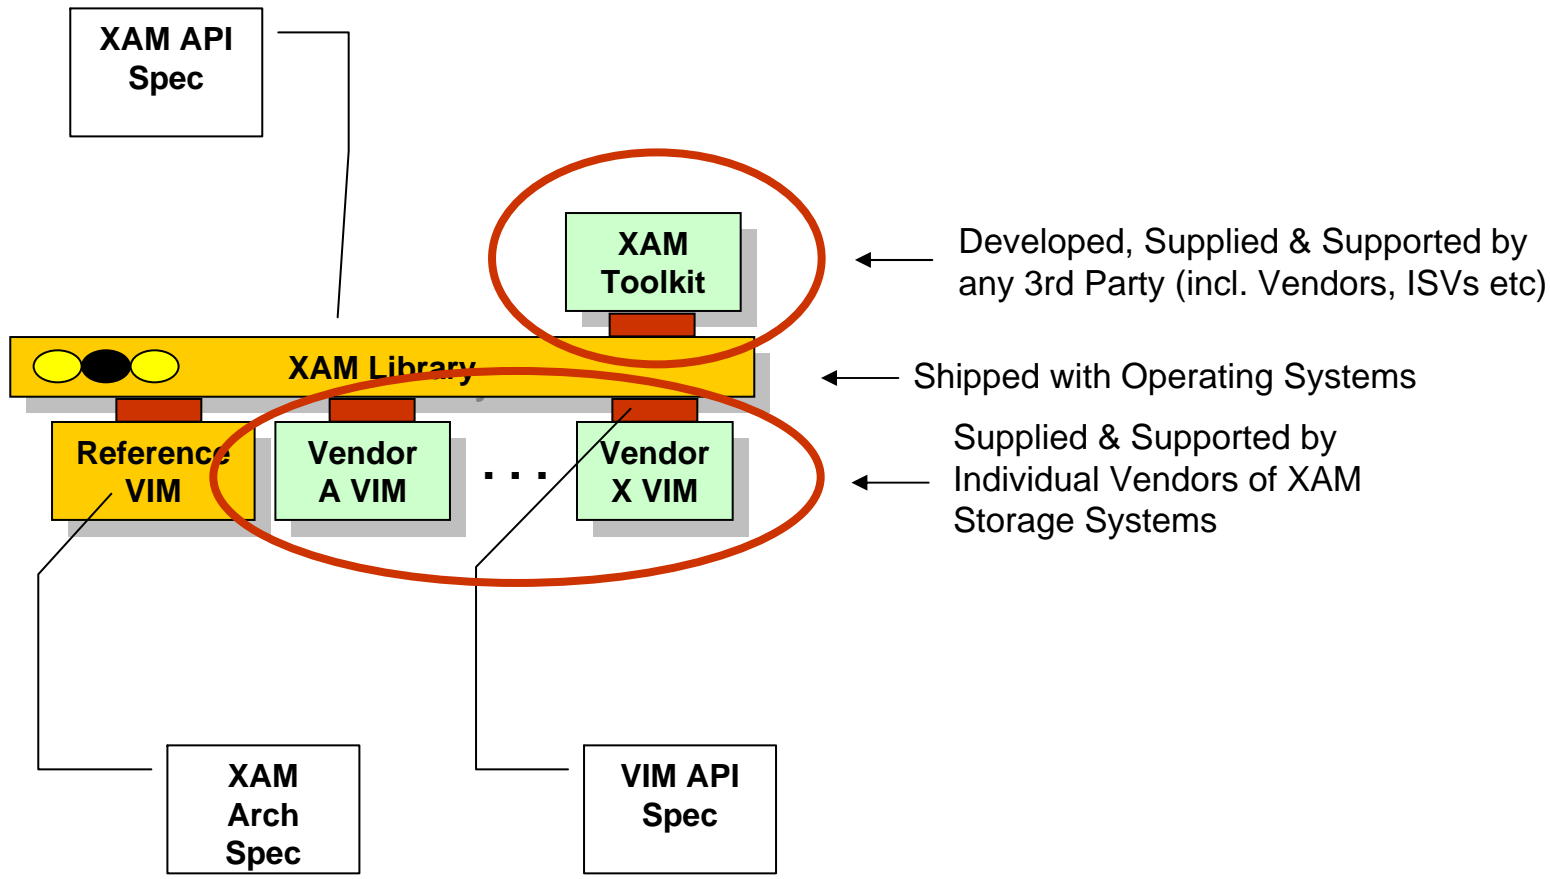 XAM API
Spec
XAM
Toolkit
Developed, Supplied & Supported by
any 3rd Party (incl. Vendors, ISVs etc)
XAM Library
Shipped with Operating Systems
Reference
VIM
Vendor
A VIM
. . .
Vendor
X VIM
Supplied & Supported by
Individual Vendors of XAM
Storage Systems
XAM
Arch
Spec
VIM API
Spec